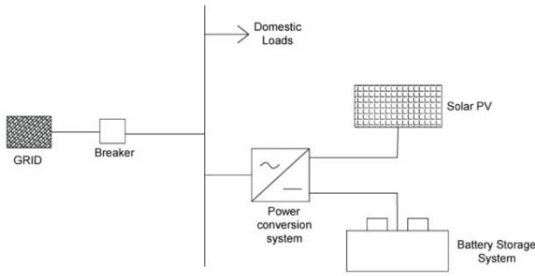 Domestic
Loads
Solar PV
GRID
Breaker
Power
conversion
system
Battery Storage
System